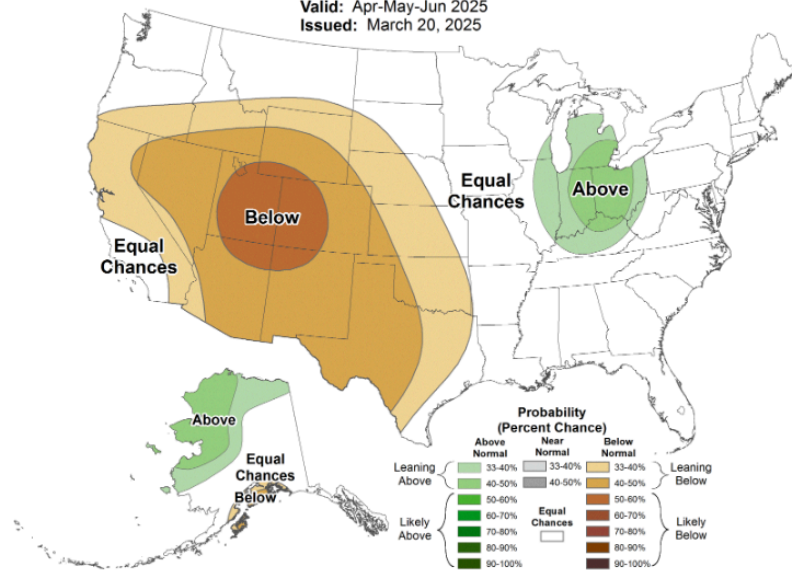 Valid: Apr-May-Jun 2025
Issued: March 20, 2025
Equal
Chances
Above
Below
Equal
Chances
Above
Equal
Chances
Below
Probability
(Percent Chance)
Above
Normal
Near
Normal
Below
Normal
Leaning
Above
33-40%
40-50%
33-40%
40-50%
33-40%
40-50%
Leaning
Below
Likely
Above
50-60%
60-70%
70-80%
80-90%
90-100%
Equal
Chances
50-60%
60-70%
70-80%
80-90%
90-100%
Likely
Below